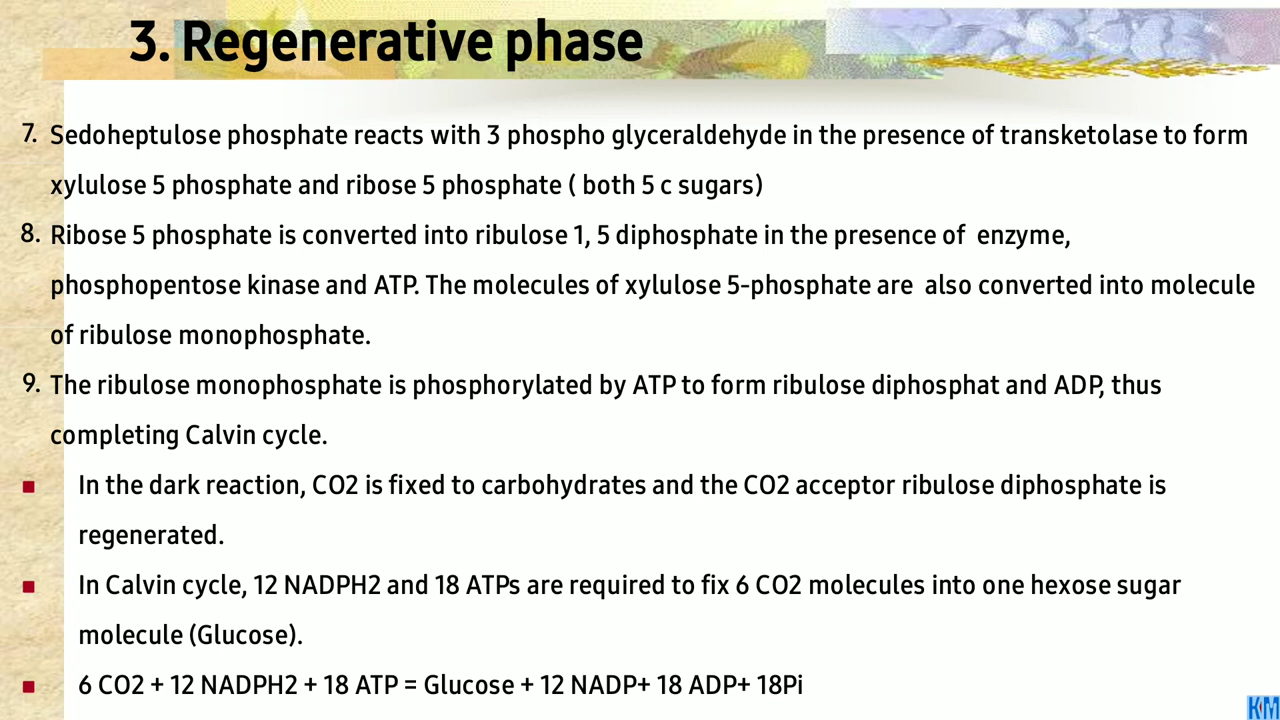 3. Regenerative phase
7. Sedoheptulose phosphate reacts with 3 phospho glyceraldehyde in the presence of transketolase to form
xylulose 5 phosphate and ribose 5 phosphate ( both 5 c sugars)
8. Ribose 5 phosphate is converted into ribulose 1, 5 diphosphate in the presence of  enzyme,
phosphopentose kinase and ATP. The molecules of xylulose 5-phosphate are  also converted into molecule
of ribulose monophosphate.
9. The ribulose monophosphate is phosphorylated by ATP to form ribulose diphosphat and ADP, thus
completing Calvin cycle.
■ In the dark reaction, CO2 is fixed to carbohydrates and the CO2 acceptor ribulose diphosphate is
regenerated.
■ In Calvin cycle, 12 NADPH2 and 18 ATPs are required to fix 6 CO2 molecules into one hexose sugar
molecule (Glucose).
■ 6 CO2 + 12 NADPH2 + 18 ATP = Glucose + 12 NADP+ 18 ADP+ 18Pi
KM